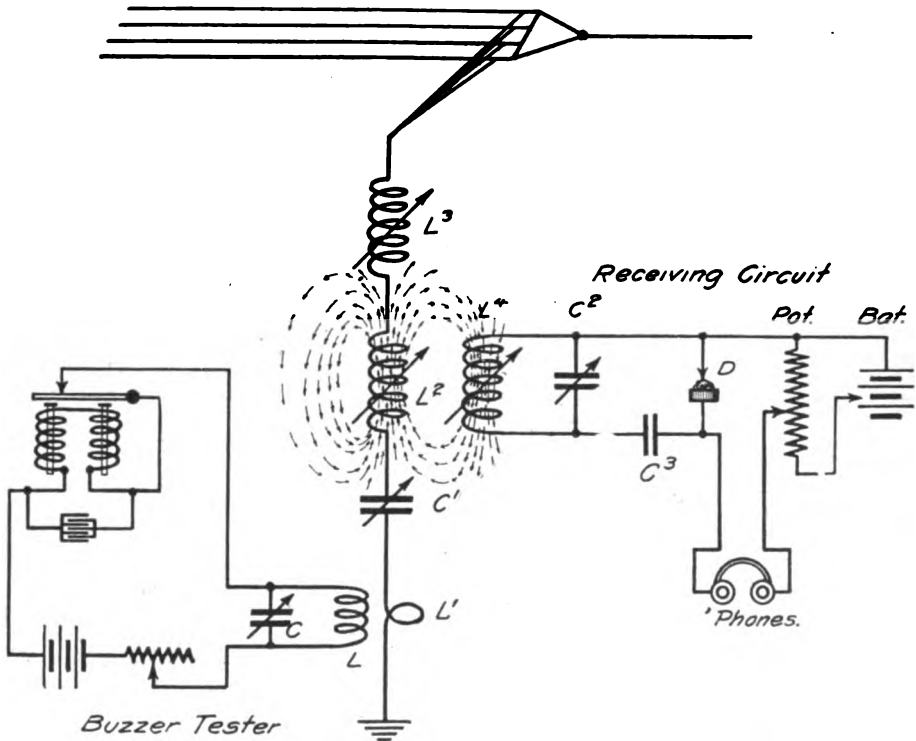 L³
Receiving Circuit
L⁴
C²
Pot.
Bat.
L²
D
C³
C'
C
L
L'
'Phones.
Buzzer Tester